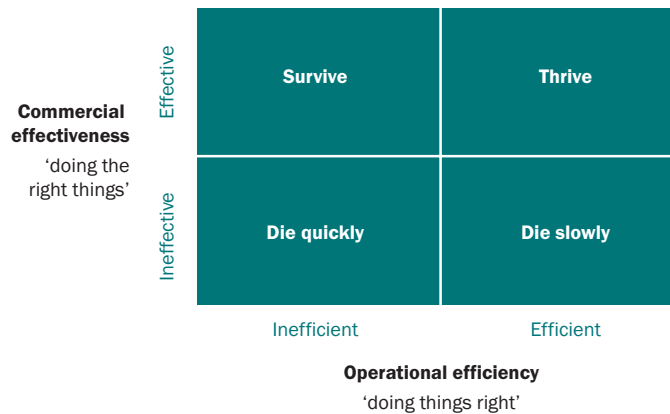 Commercial
effectiveness
‘doing the
right things’
Effective
Ineffective
Survive
Thrive
Die quickly
Die slowly
Inefficient
Efficient
Operational efficiency
‘doing things right’